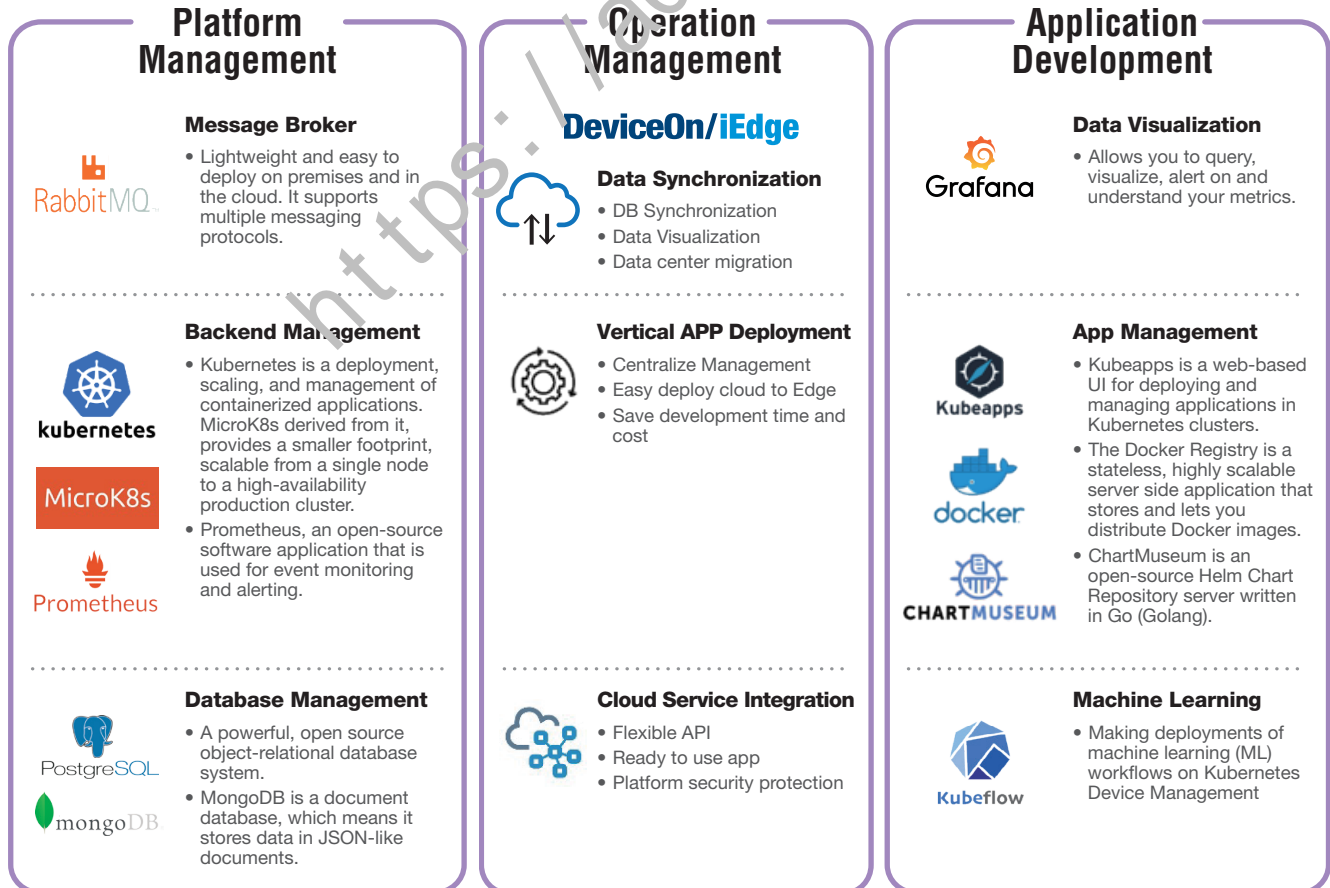 Platform
Management
Message Broker
RabbitMQ
• Lightweight and easy to
deploy on premises and in
the cloud. It supports
multiple messaging
protocols.
Backend Management
kubernetes
MicroK8s
Prometheus
• Kubernetes is a deployment,
scaling, and management of
containerized applications.
MicroK8s derived from it,
provides a smaller footprint,
scalable from a single node
to a high-availability
production cluster.
• Prometheus, an open-source
software application that is
used for event monitoring
and alerting.
Database Management
PostgreSQL
mongoDB
• A powerful, open source
object-relational database
system.
• MongoDB is a document
database, which means it
stores data in JSON-like
documents.
Operation
Management
DeviceOn/iEdge
Data Synchronization
• DB Synchronization
• Data Visualization
• Data center migration
Vertical APP Deployment
• Centralize Management
• Easy deploy cloud to Edge
• Save development time and
cost
Cloud Service Integration
• Flexible API
• Ready to use app
• Platform security protection
Application
Development
Data Visualization
Grafana
• Allows you to query,
visualize, alert on and
understand your metrics.
App Management
Kubeapps
docker
CHARTMUSEUM
• Kubeapps is a web-based
UI for deploying and
managing applications in
Kubernetes clusters.
• The Docker Registry is a
stateless, highly scalable
server side application that
stores and lets you
distribute Docker images.
• ChartMuseum is an
open-source Helm Chart
Repository server written
in Go (Golang).
Machine Learning
Kubeflow
• Making deployments of
machine learning (ML)
workflows on Kubernetes
Device Management
https://